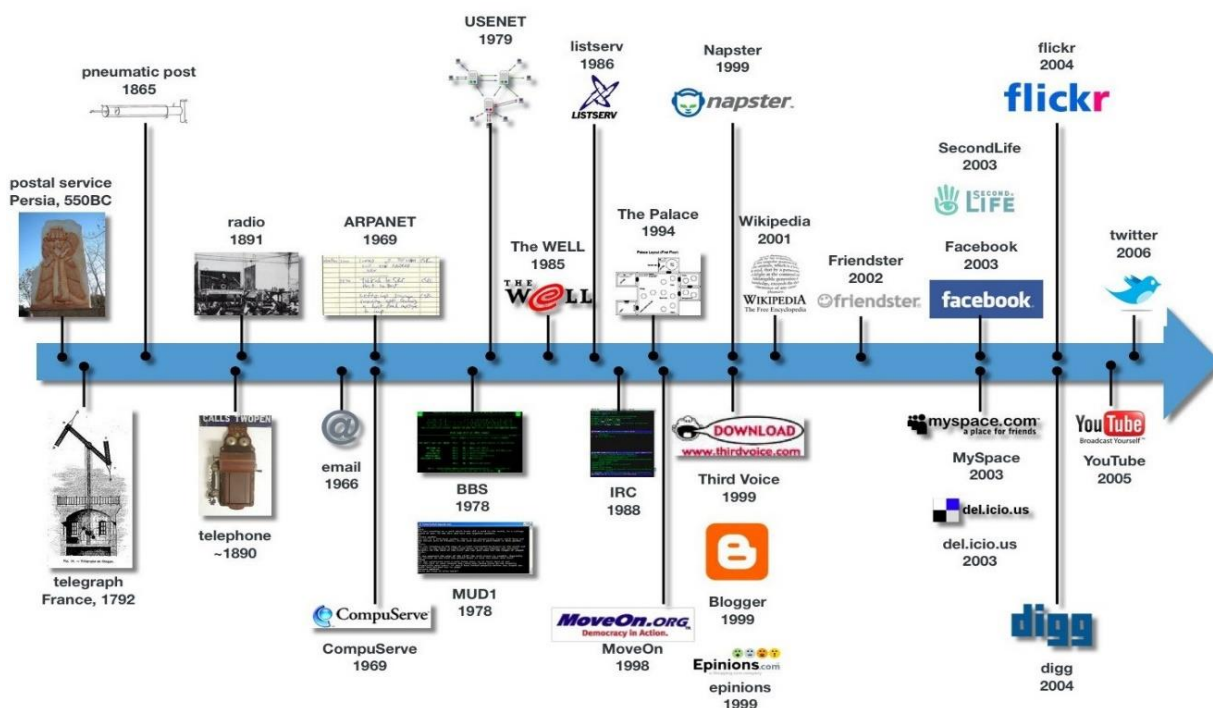 USENET
1979
listserv
1986
LISTSERV
Napster
1999
napster
flickr
2004
flickr
pneumatic post
1865
SecondLife
2003
SECOND
LIFE
postal service
Persia, 550BC
radio
1891
ARPANET
1969
The WELL
1985
THE
WELL
The Palace
1994
Wikipedia
2001
WIKIPEDIA
The Free Encyclopedia
Friendster
2002
friendster
Facebook
2003
facebook
twitter
2006
telegraph
France, 1792
CALLS TWOPEN
telephone
~1890
@
email
1966
CompuServe
CompuServe
1969
BBS
1978
MUD1
1978
IRC
1988
MoveOn.ORG
Democracy in Action.
MoveOn
1998
DOWNLOAD
www.thirdvoice.com
Third Voice
1999
Blogger
1999
Epinions.com
epinions
1999
myspace.com
a place for friends
MySpace
2003
del.icio.us
del.icio.us
2003
digg
digg
2004
YouTube
Broadcast Yourself
YouTube
2005